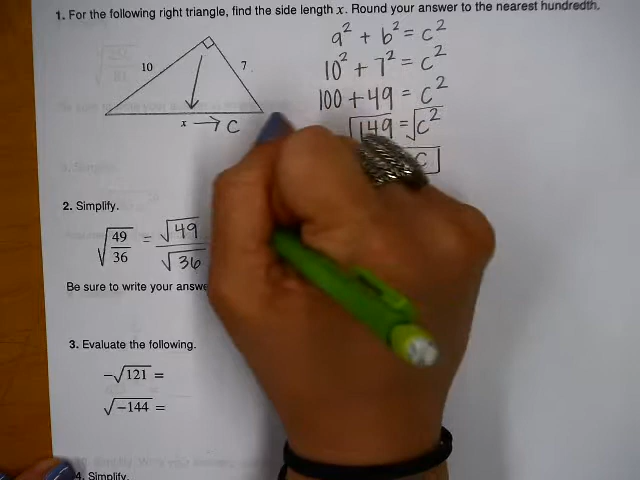 1. For the following right triangle, find the side length x. Round your answer to the nearest hundredth.
10
7
x → C
a² + b² = c²
10² + 7² = c²
100 + 49 = c²
√149 = √c²
C
2. Simplify.
√49/36 = √49/√36
Be sure to write your
3. Evaluate the following.
-√121 =
√-144 =
4. Simplify.